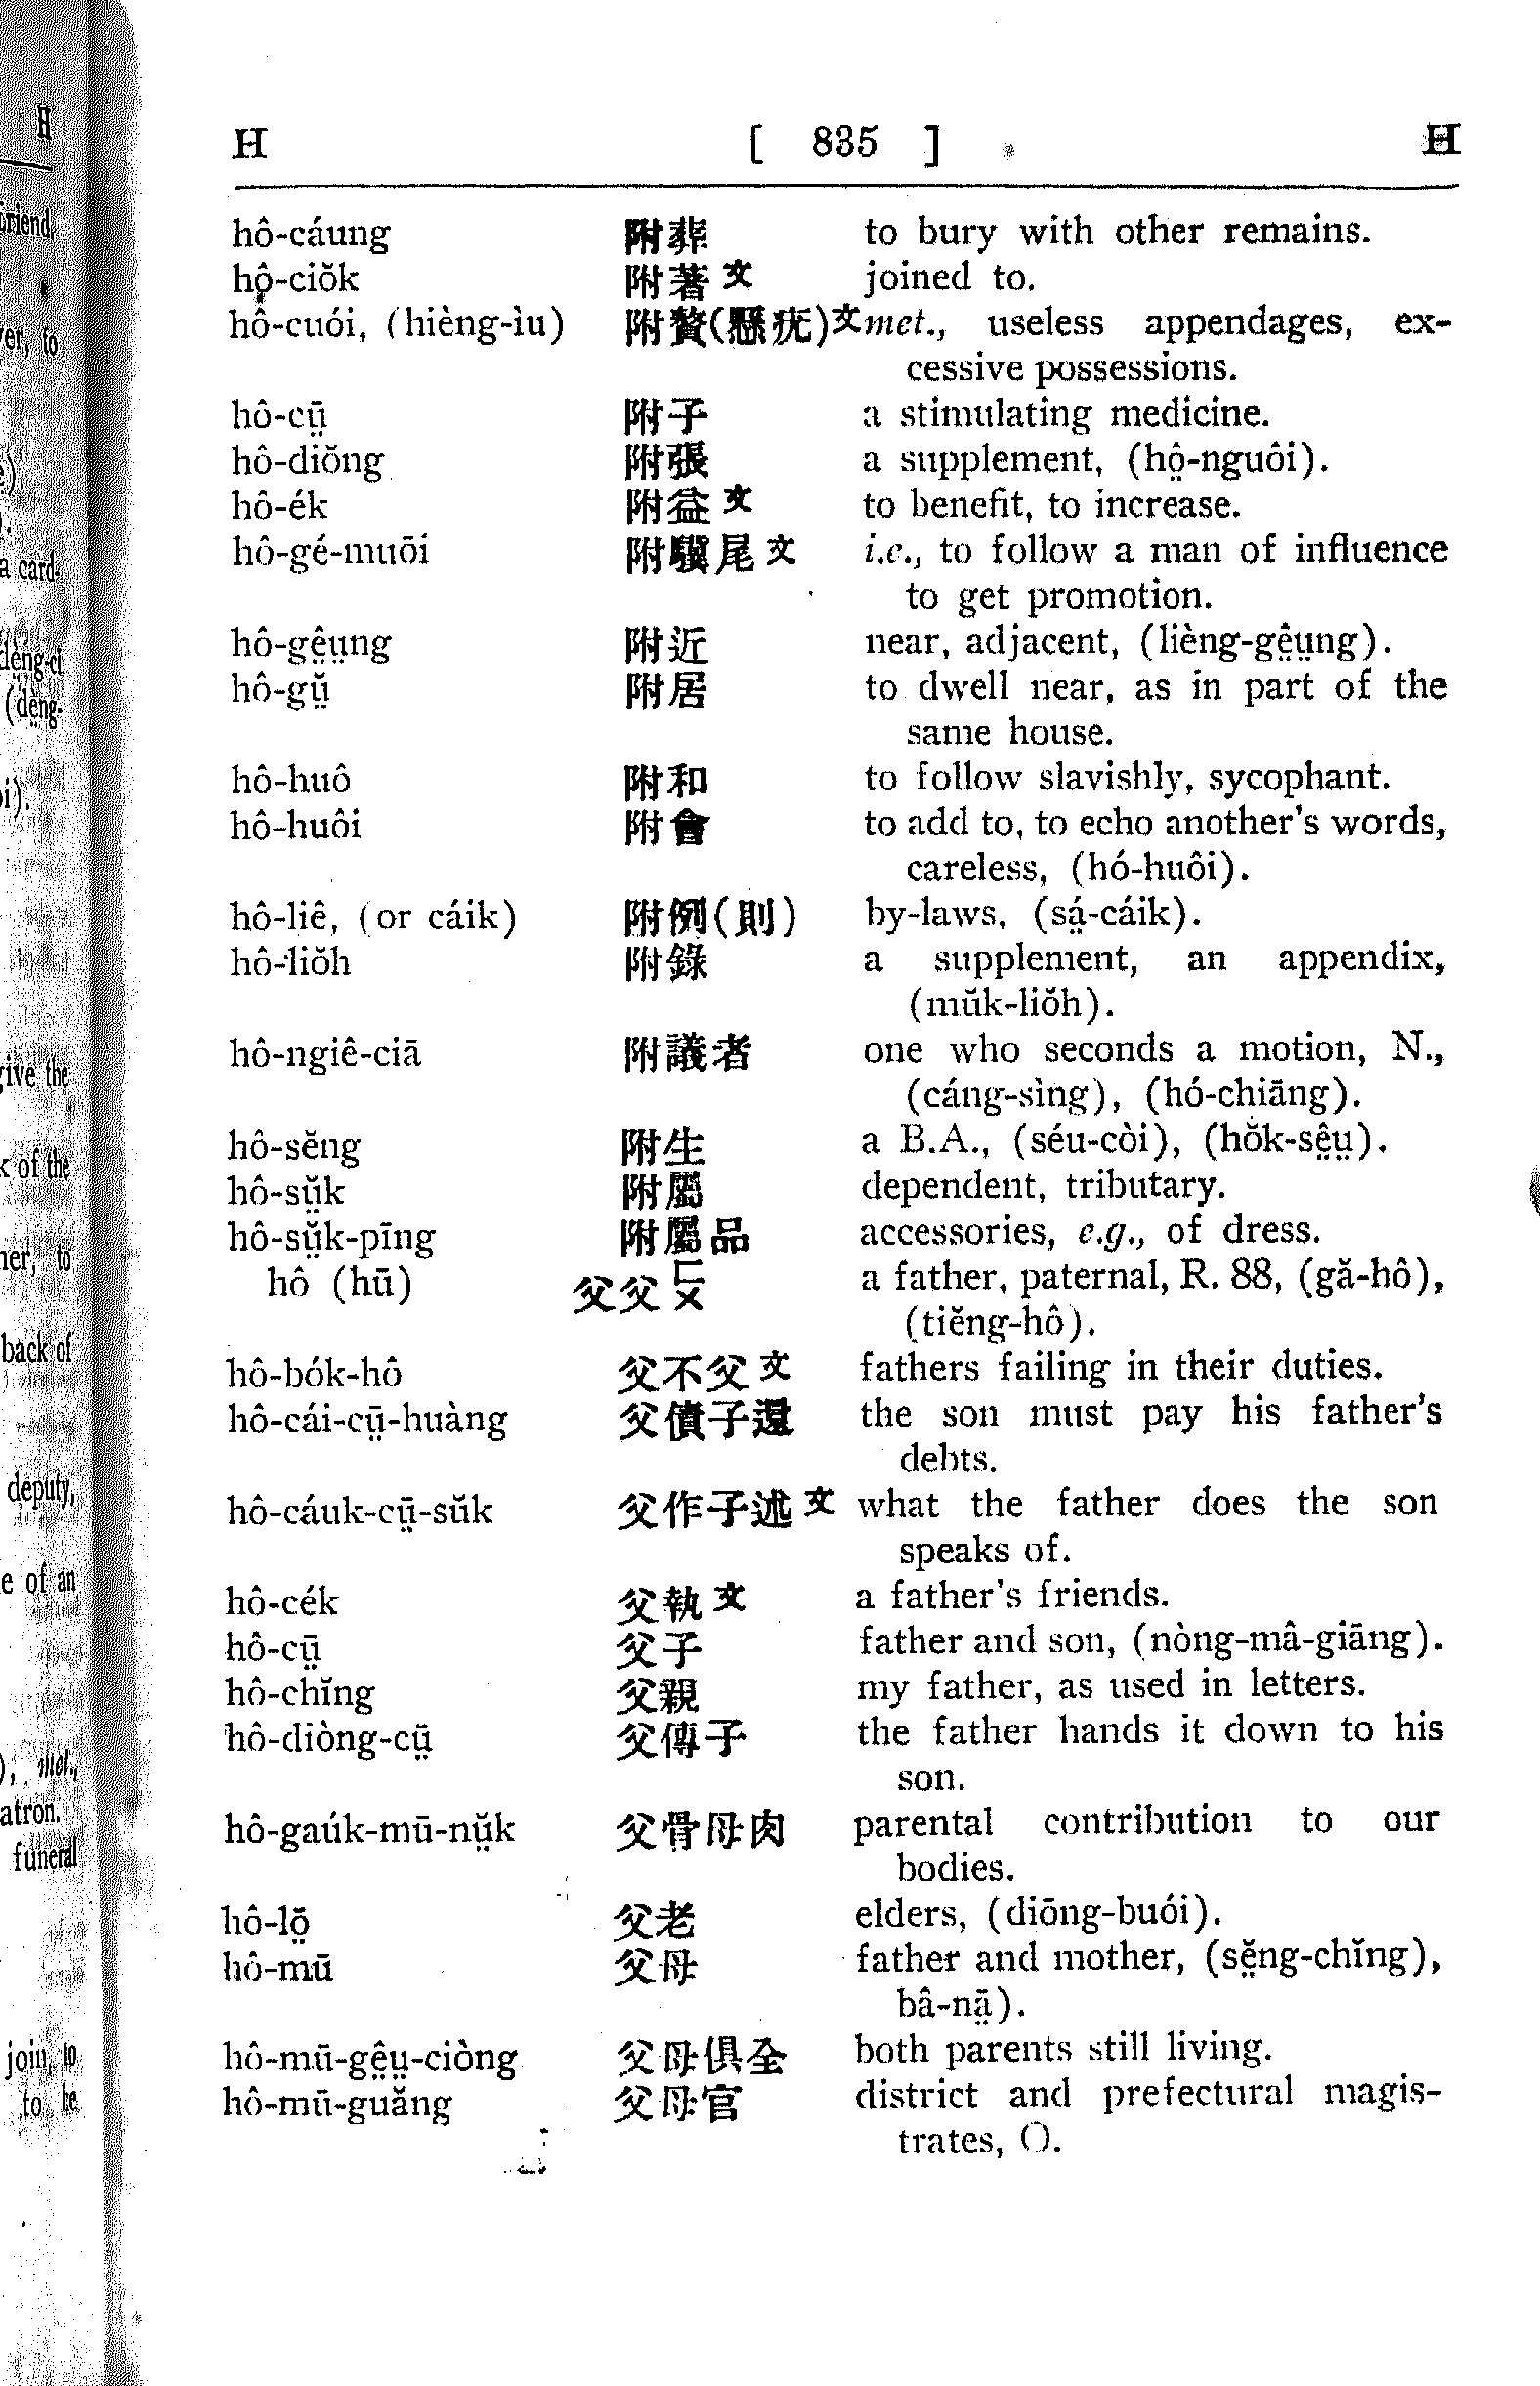 H [ 835 ] H
hô-cáung 附葬 to bury with other remains.
hô-ciŏk 附著文 joined to.
hô-cuói, (hièng-ìu) 附贅(懸疣)文 met., useless appendages, ex-
cessive possessions.
hô-cṳ̄ 附子 a stimulating medicine.
hô-diŏng 附張 a supplement, (hô̤-nguôi).
hô-ék 附益文 to benefit, to increase.
hô-gé-muōi 附驥尾文 i.e., to follow a man of influence
to get promotion.
hô-gê̤ṳng 附近 near, adjacent, (lièng-gê̤ṳng).
hô-gṳ̆ 附居 to dwell near, as in part of the
same house.
hô-huô 附和 to follow slavishly, sycophant.
hô-huôi 附會 to add to, to echo another's words,
careless, (hó-huôi).
hô-liê, (or cáik) 附例(則) by-laws, (sá̤-cáik).
hô-liŏh 附錄 a supplement, an appendix,
(mŭk-liŏh).
hô-ngiê-ciā 附議者 one who seconds a motion, N.,
(cáng-sìng), (hó-chiāng).
hô-sĕng 附生 a B.A., (séu-còi), (hŏk-sê̤ṳ).
hô-sṳ̆k 附屬 dependent, tributary.
hô-sṳ̆k-pīng 附屬品 accessories, e.g., of dress.
hô (hū) 父父 a father, paternal, R. 88, (gă-hô),
(tiĕng-hô).
hô-bók-hô 父不父文 fathers failing in their duties.
hô-cái-cṳ̄-huàng 父債子還 the son must pay his father's
debts.
hô-cáuk-cṳ̄-sŭk 父作子述文 what the father does the son
speaks of.
hô-cék 父執文 a father's friends.
hô-cṳ̄ 父子 father and son, (nòng-mâ-giāng).
hô-chĭng 父親 my father, as used in letters.
hô-diòng-cṳ̄ 父傳子 the father hands it down to his
son.
hô-gaúk-mū-nṳ̆k 父骨母肉 parental contribution to our
bodies.
hô-lō̤ 父老 elders, (diōng-buói).
hô-mū 父母 father and mother, (sĕ̤ng-chĭng),
bâ-nā̤).
hô-mū-gê̤ṳ-ciòng 父母俱全 both parents still living.
hô-mū-guăng 父母官 district and prefectural magis-
trates, O.